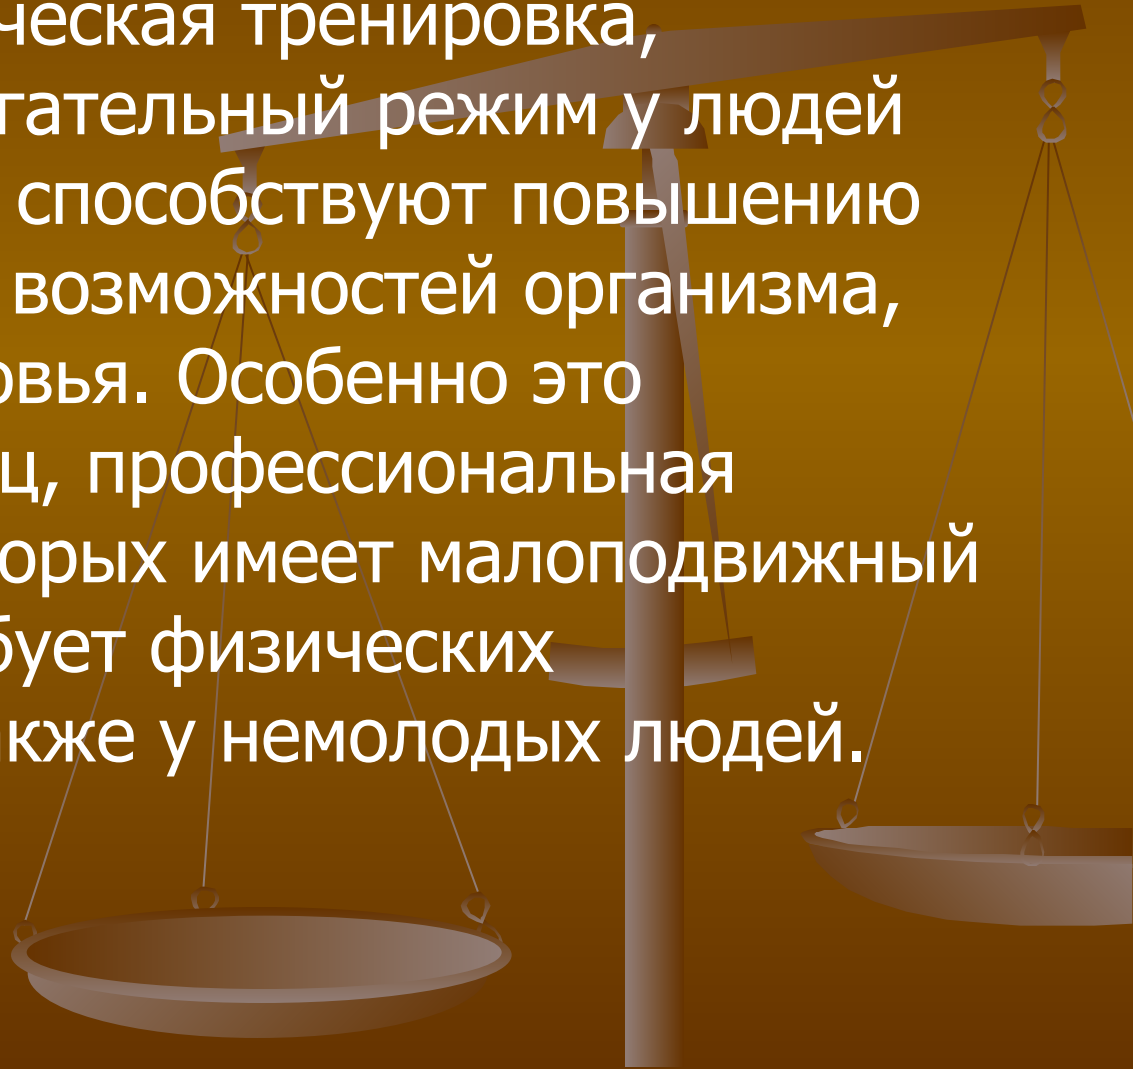 ческая тренировка,
гательный режим у людей
способствуют повышению
возможностей организма,
овья. Особенно это
ц, профессиональная
орых имеет малоподвижный
бует физических
акже у немолодых людей.